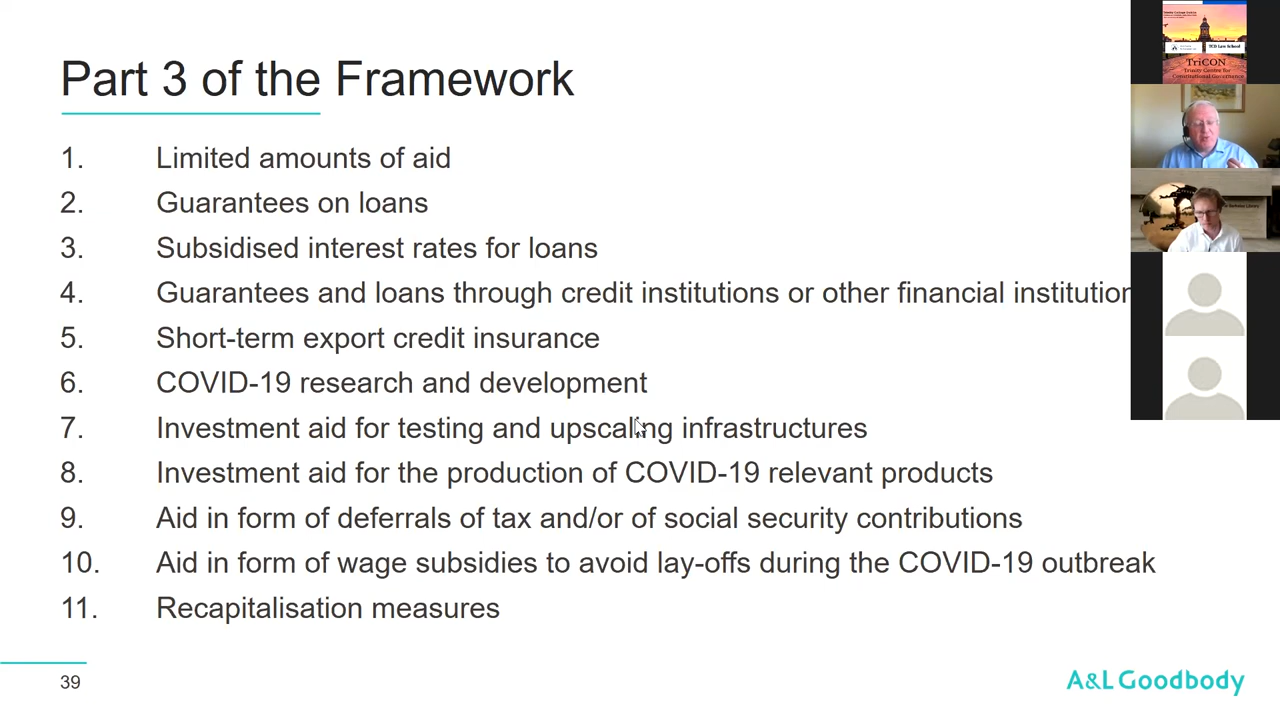 Part 3 of the Framework
1. Limited amounts of aid
2. Guarantees on loans
3. Subsidised interest rates for loans
4. Guarantees and loans through credit institutions or other financial institution
5. Short-term export credit insurance
6. COVID-19 research and development
7. Investment aid for testing and upscaling infrastructures
8. Investment aid for the production of COVID-19 relevant products
9. Aid in form of deferrals of tax and/or of social security contributions
10. Aid in form of wage subsidies to avoid lay-offs during the COVID-19 outbreak
11. Recapitalisation measures
39
A&L Goodbody
TCD Law School
TriCON
Trinity Centre for
Constitutional Governance